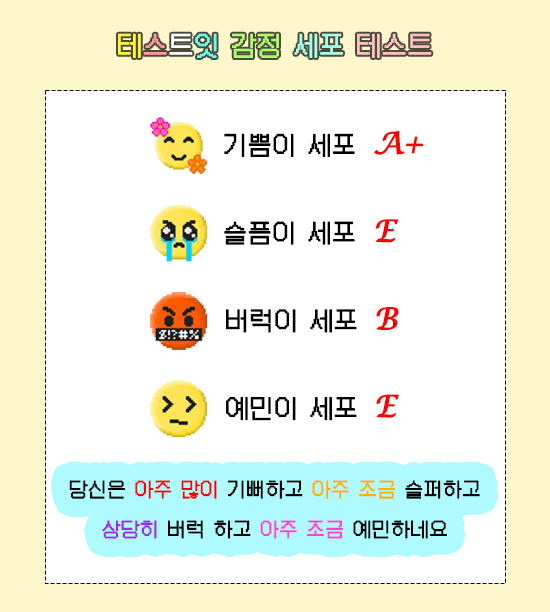 테스트잇 감정 세포 테스트
기쁨이 세포 A+
슬픔이 세포 E
$!?#%
버럭이 세포 B
예민이 세포 E
당신은 아주 많이 기뻐하고 아주 조금 슬퍼하고
상당히 버럭 하고 아주 조금 예민하네요